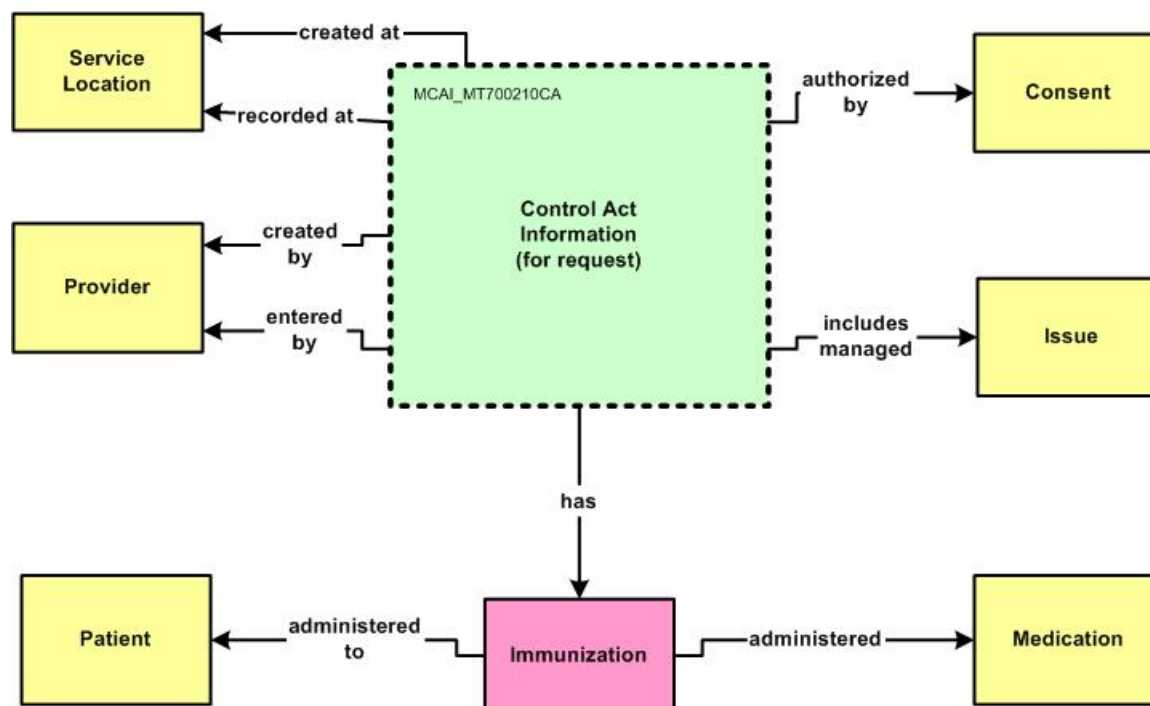 created at
Service
Location
recorded at
MCAI_MT700210CA
authorized
by
Consent
Control Act
Information
(for request)
created
by
Provider
entered
by
includes
managed
Issue
has
Patient
administered
to
Immunization
administered
Medication